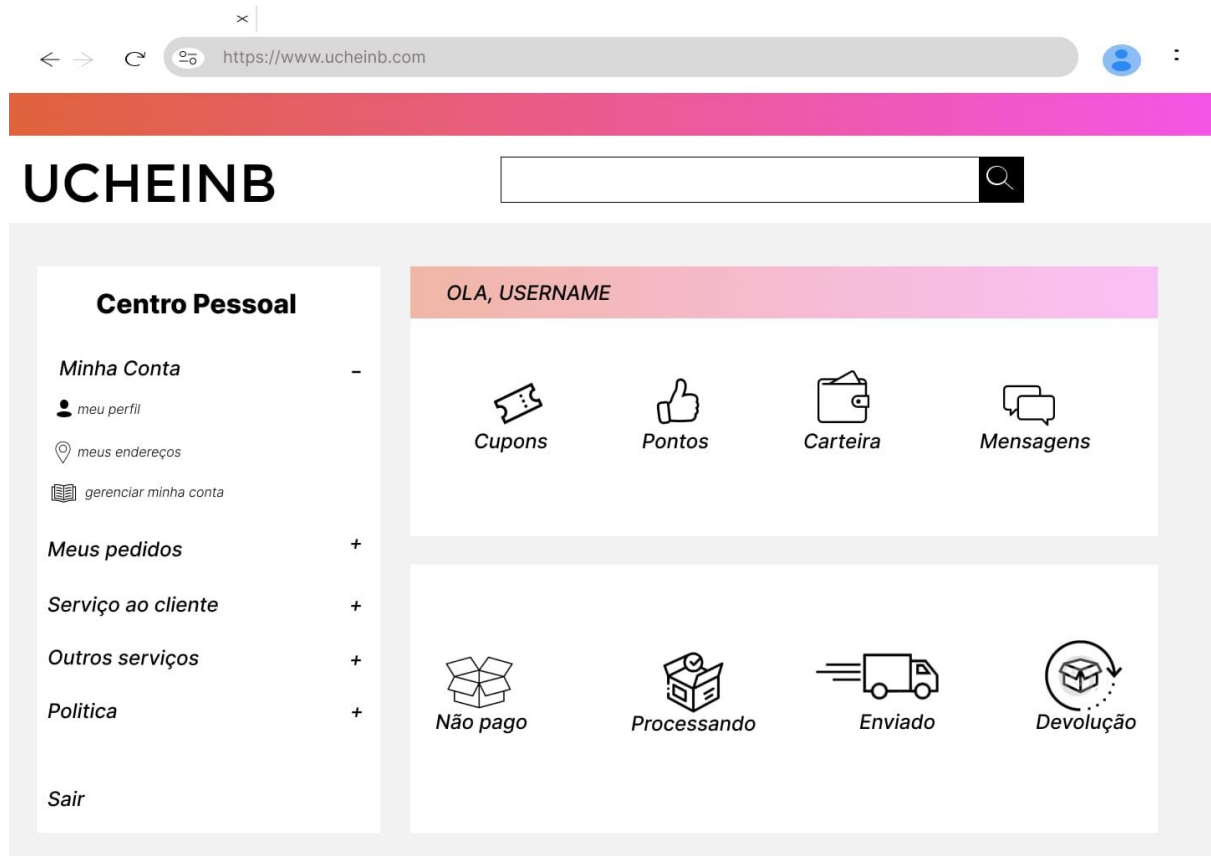 https://www.ucheinb.com
UCHEINB
Centro Pessoal
Minha Conta -
meu perfil
meus endereços
gerenciar minha conta
Meus pedidos +
Serviço ao cliente +
Outros serviços +
Politica +
Sair
OLA, USERNAME
Cupons Pontos Carteira Mensagens
Não pago Processando Enviado Devolução